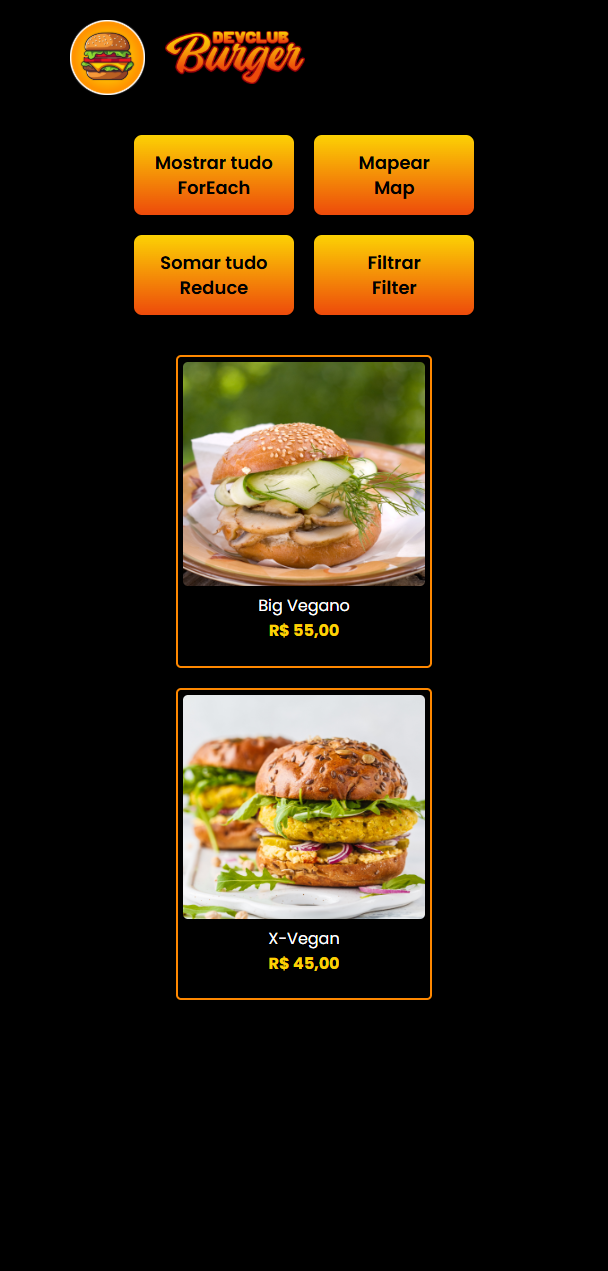 DEVCLUB
Burger
Mostrar tudo
ForEach
Mapear
Map
Somar tudo
Reduce
Filtrar
Filter
Big Vegano
R$ 55,00
X-Vegan
R$ 45,00